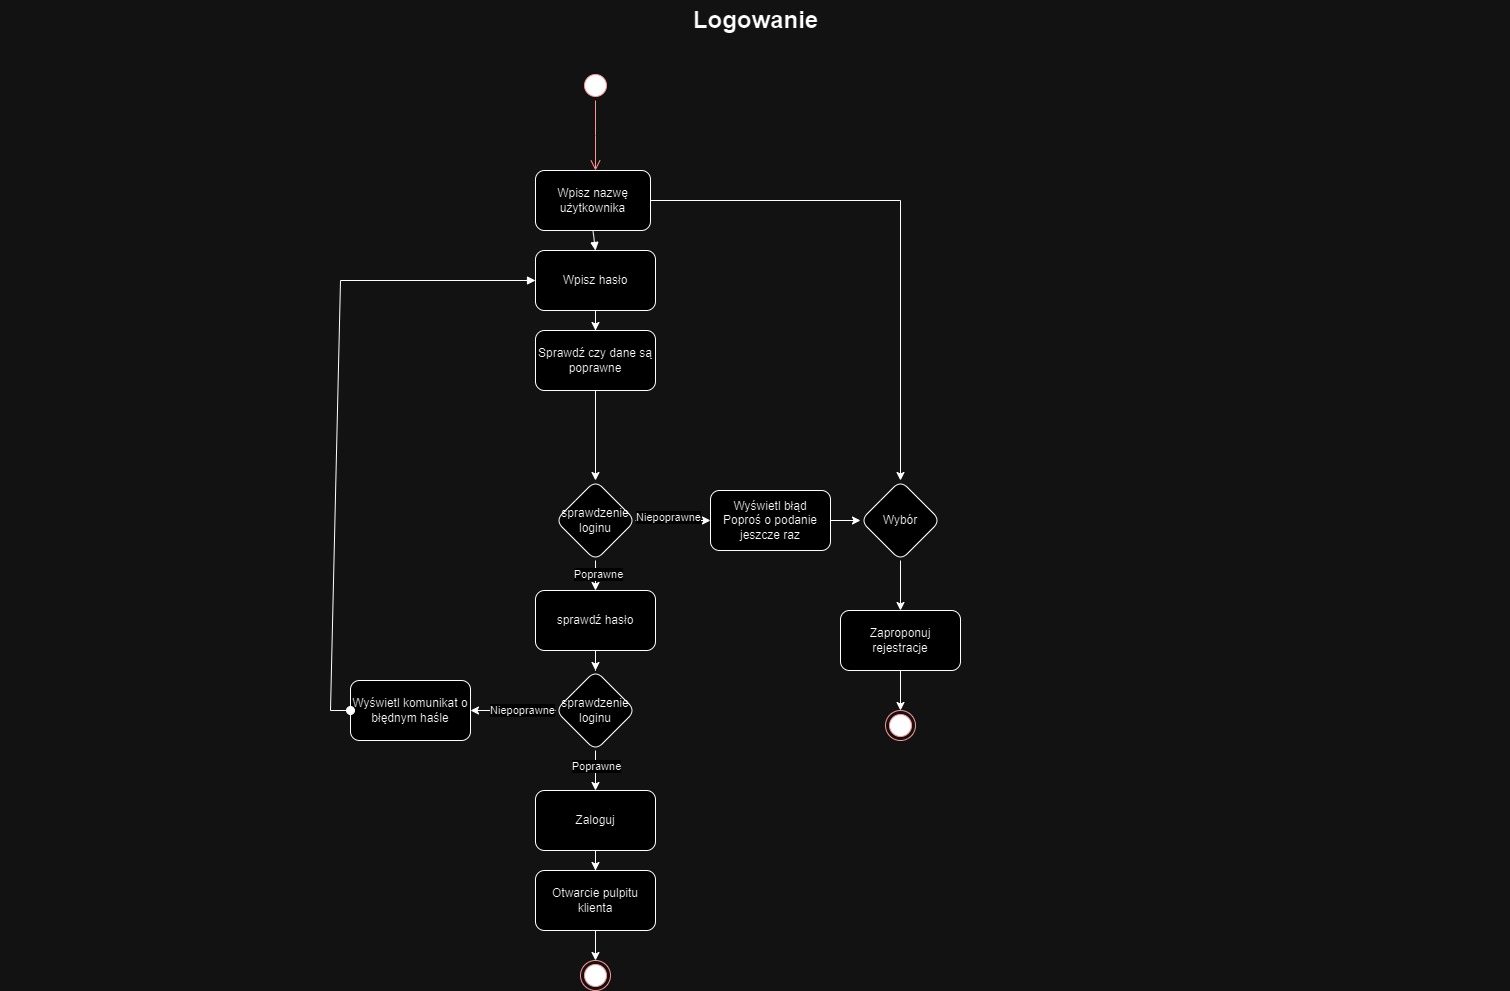 Logowanie
Wpisz nazwę
użytkownika
Wpisz hasło
Sprawdź czy dane są
poprawne
sprawdzenie
loginu
Niepoprawne
Wyświetl błąd
Poproś o podanie
jeszcze raz
Wybór
Poprawne
sprawdź hasło
Zaproponuj
rejestracje
Wyświetl komunikat o
błędnym haśle
Niepoprawne
sprawdzenie
loginu
Poprawne
Zaloguj
Otwarcie pulpitu
klienta